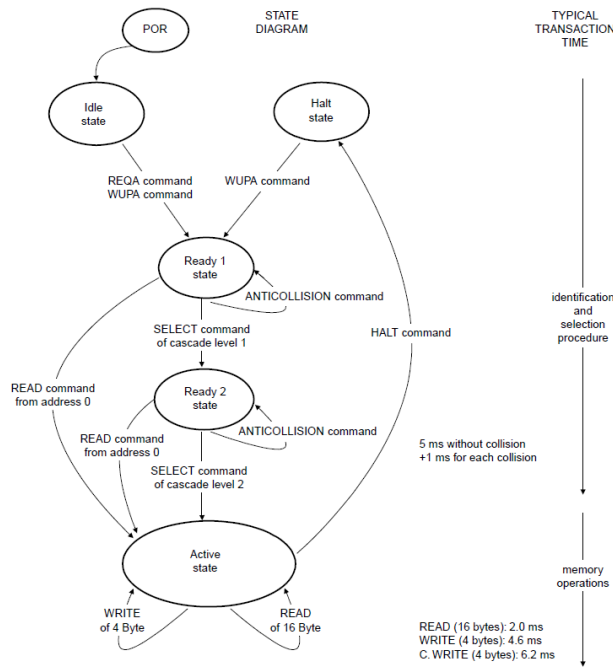 POR
STATE
DIAGRAM
TYPICAL
TRANSACTION
TIME
Idle
state
Halt
state
REQA command
WUPA command
WUPA command
Ready 1
state
ANTICOLLISION command
identification
and
selection
procedure
SELECT command
of cascade level 1
HALT command
READ command
from address 0
Ready 2
state
ANTICOLLISION command
READ command
from address 0
5 ms without collision
+1 ms for each collision
SELECT command
of cascade level 2
Active
state
memory
operations
WRITE
of 4 Byte
READ
of 16 Byte
READ (16 bytes): 2.0 ms
WRITE (4 bytes): 4.6 ms
C. WRITE (4 bytes): 6.2 ms